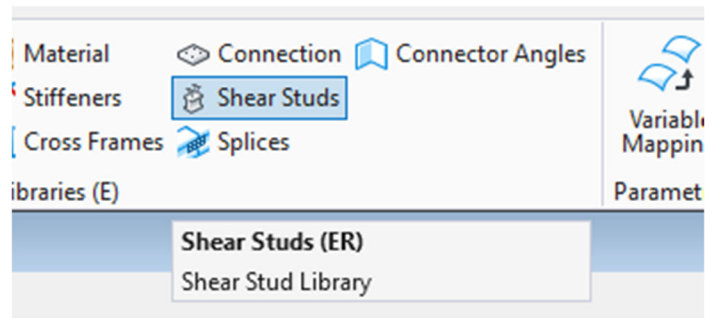 Material Connection Connector Angles
Stiffeners Shear Studs
Cross Frames Splices
Variable
Mappin
ibraries (E) Paramet
Shear Studs (ER)
Shear Stud Library